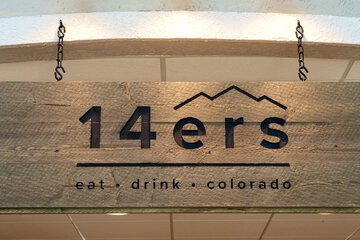 14ers
eat • drink • colorado